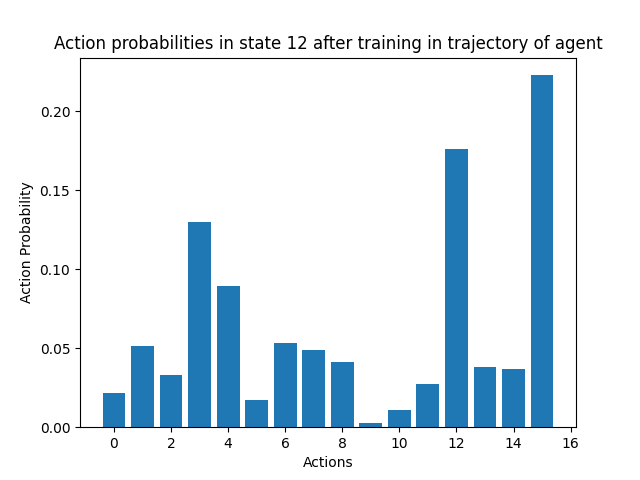 Action probabilities in state 12 after training in trajectory of agent
Action Probability
0.20
0.15
0.10
0.05
0.00
0 2 4 6 8 10 12 14 16
Actions